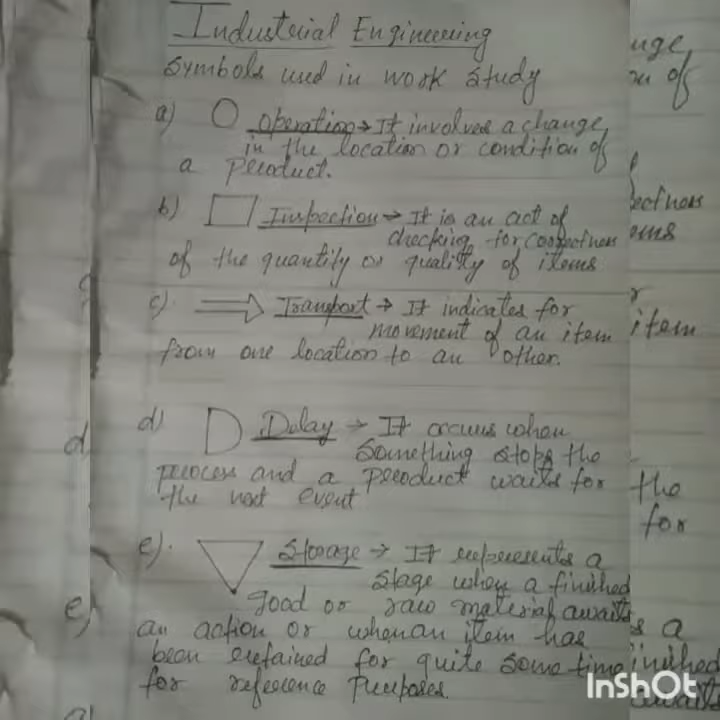 Industrial Engineering
Symbols used in work study
a) O Operation → It involves a change
in the location or condition of
a product.
b) Inspection → It is an act of
checking for correctness
of the quantity or quality of items
c). Transport → It indicates for
movement of an item
from one location to an other.
d) D Delay → It occurs when
something stops the
process and a product waits for
the next event
e). Storage → It represents a
stage when a finished
good or raw material awaits
an action or when an item has
been retained for quite some time
for reference purposes.
InShOt